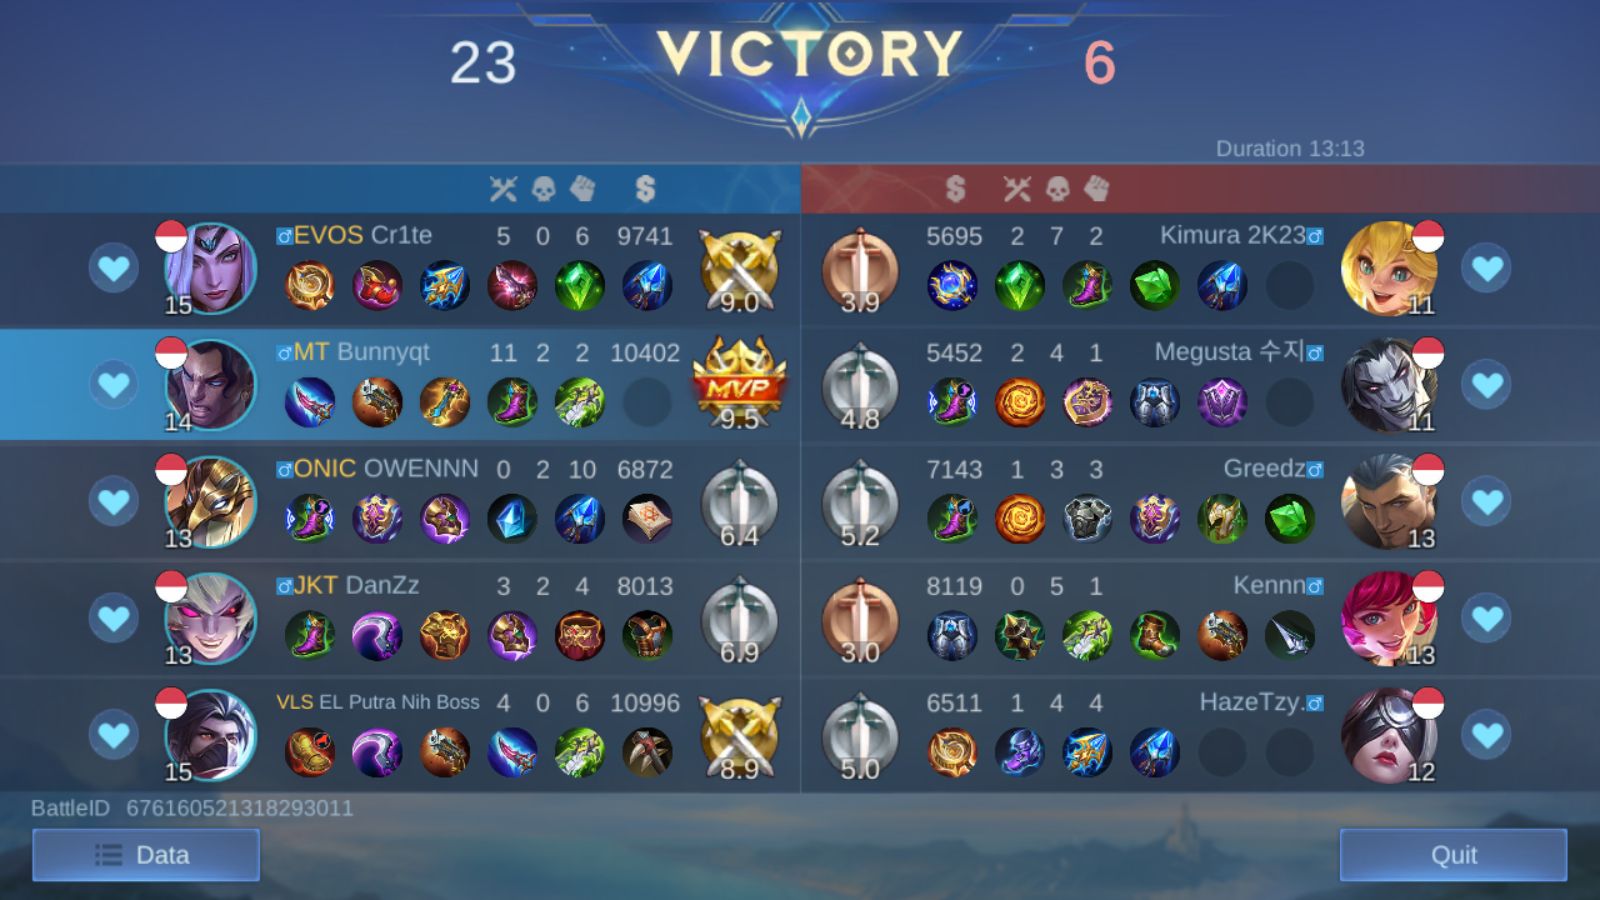 23 VICTORY 6
Duration 13:13
EVOS Cr1te 5 0 6 9741
15 9.0
5695 2 7 2 Kimura 2K23
3.9 11
MT Bunnyqt 11 2 2 10402
14 MVP 9.5
5452 2 4 1 Megusta 수지
4.8 11
ONIC OWENNN 0 2 10 6872
13 6.4
7143 1 3 3 Greedz
5.2 13
JKT DanZz 3 2 4 8013
13 6.9
8119 0 5 1 Kennn
3.0 13
VLS EL Putra Nih Boss 4 0 6 10996
15 8.9
6511 1 4 4 HazeTzy.
5.0 12
BattleID 676160521318293011
Data
Quit